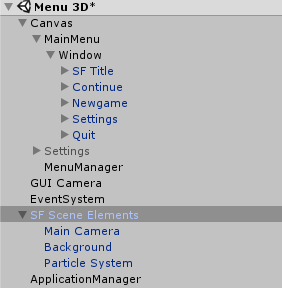 Menu 3D*
Canvas
MainMenu
Window
SF Title
Continue
Newgame
Settings
Quit
Settings
MenuManager
GUI Camera
EventSystem
SF Scene Elements
Main Camera
Background
Particle System
ApplicationManager